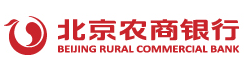 北京农商银行
BEIJING RURAL COMMERCIAL BANK